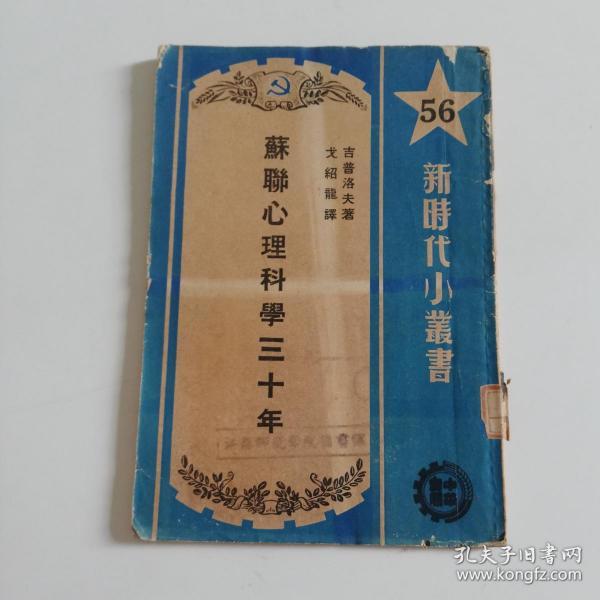 56
新時代小叢書
吉普洛夫著
戈紹龍譯
蘇聯心理科學三十年
孔夫子旧书网
www.kongfz.com